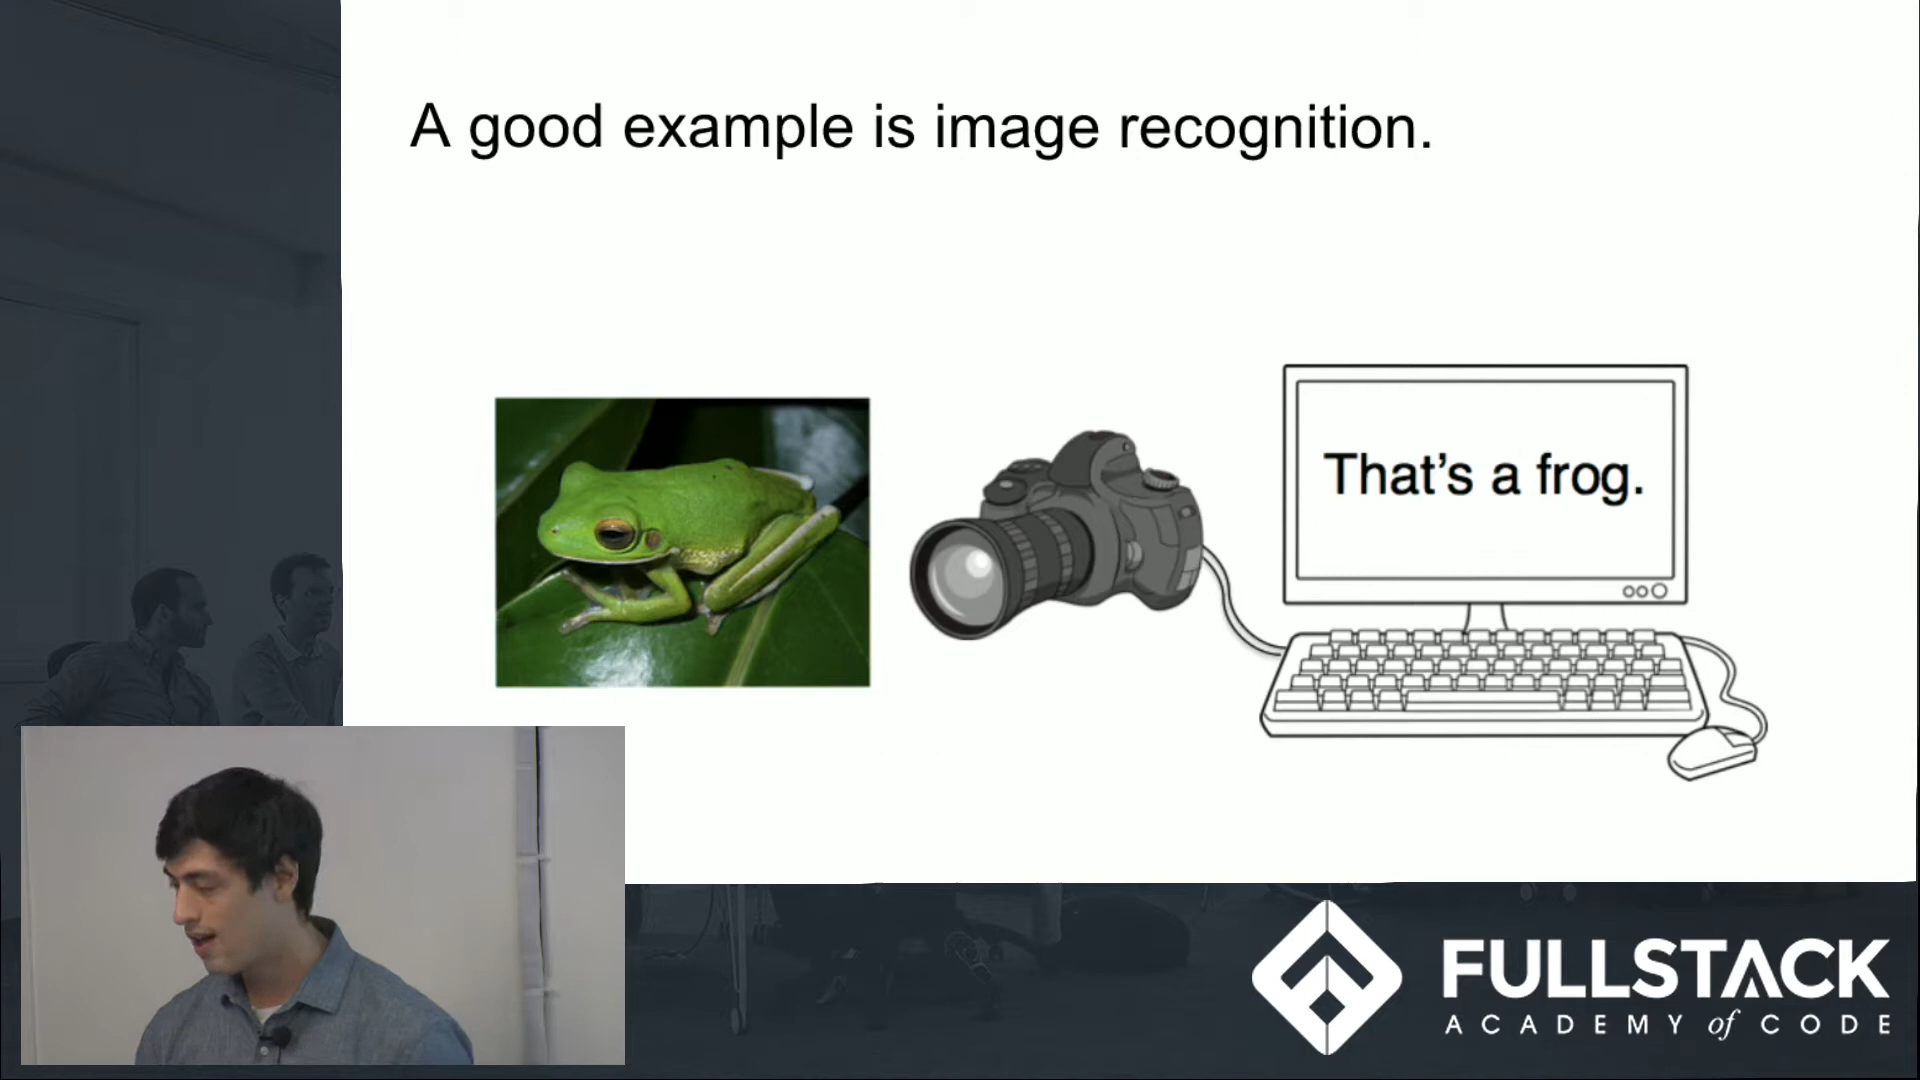 A good example is image recognition.
That's a frog.
FULLSTACK
ACADEMY of CODE